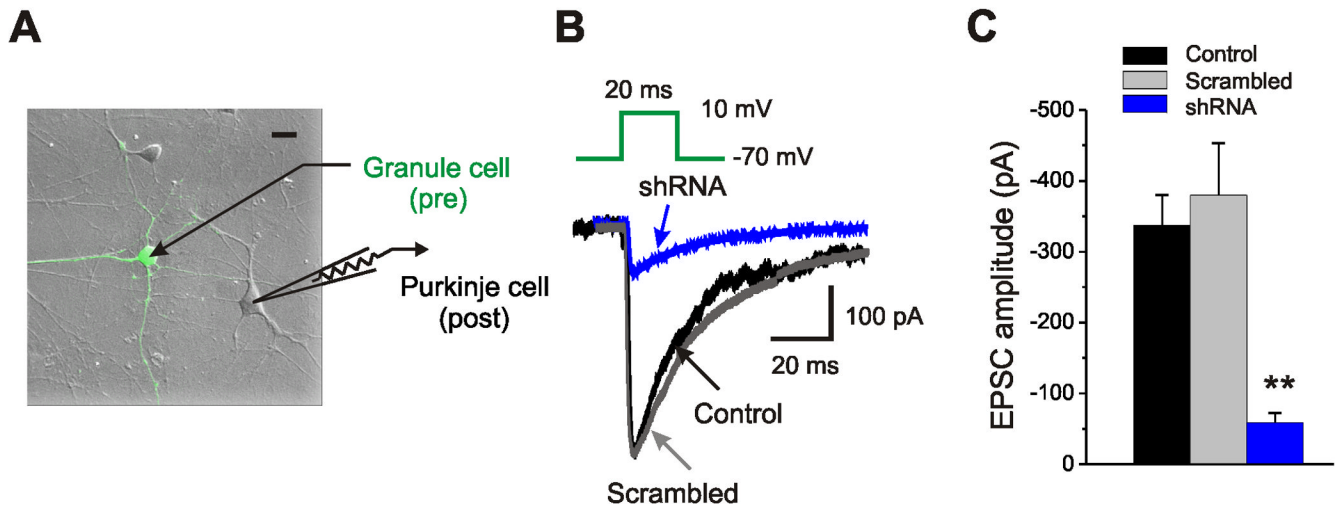 A
Granule cell
(pre)
Purkinje cell
(post)
B
20 ms
10 mV
-70 mV
shRNA
100 pA
20 ms
Control
Scrambled
C
Control
Scrambled
shRNA
EPSC amplitude (pA)
-500
-400
-300
-200
-100
0
**